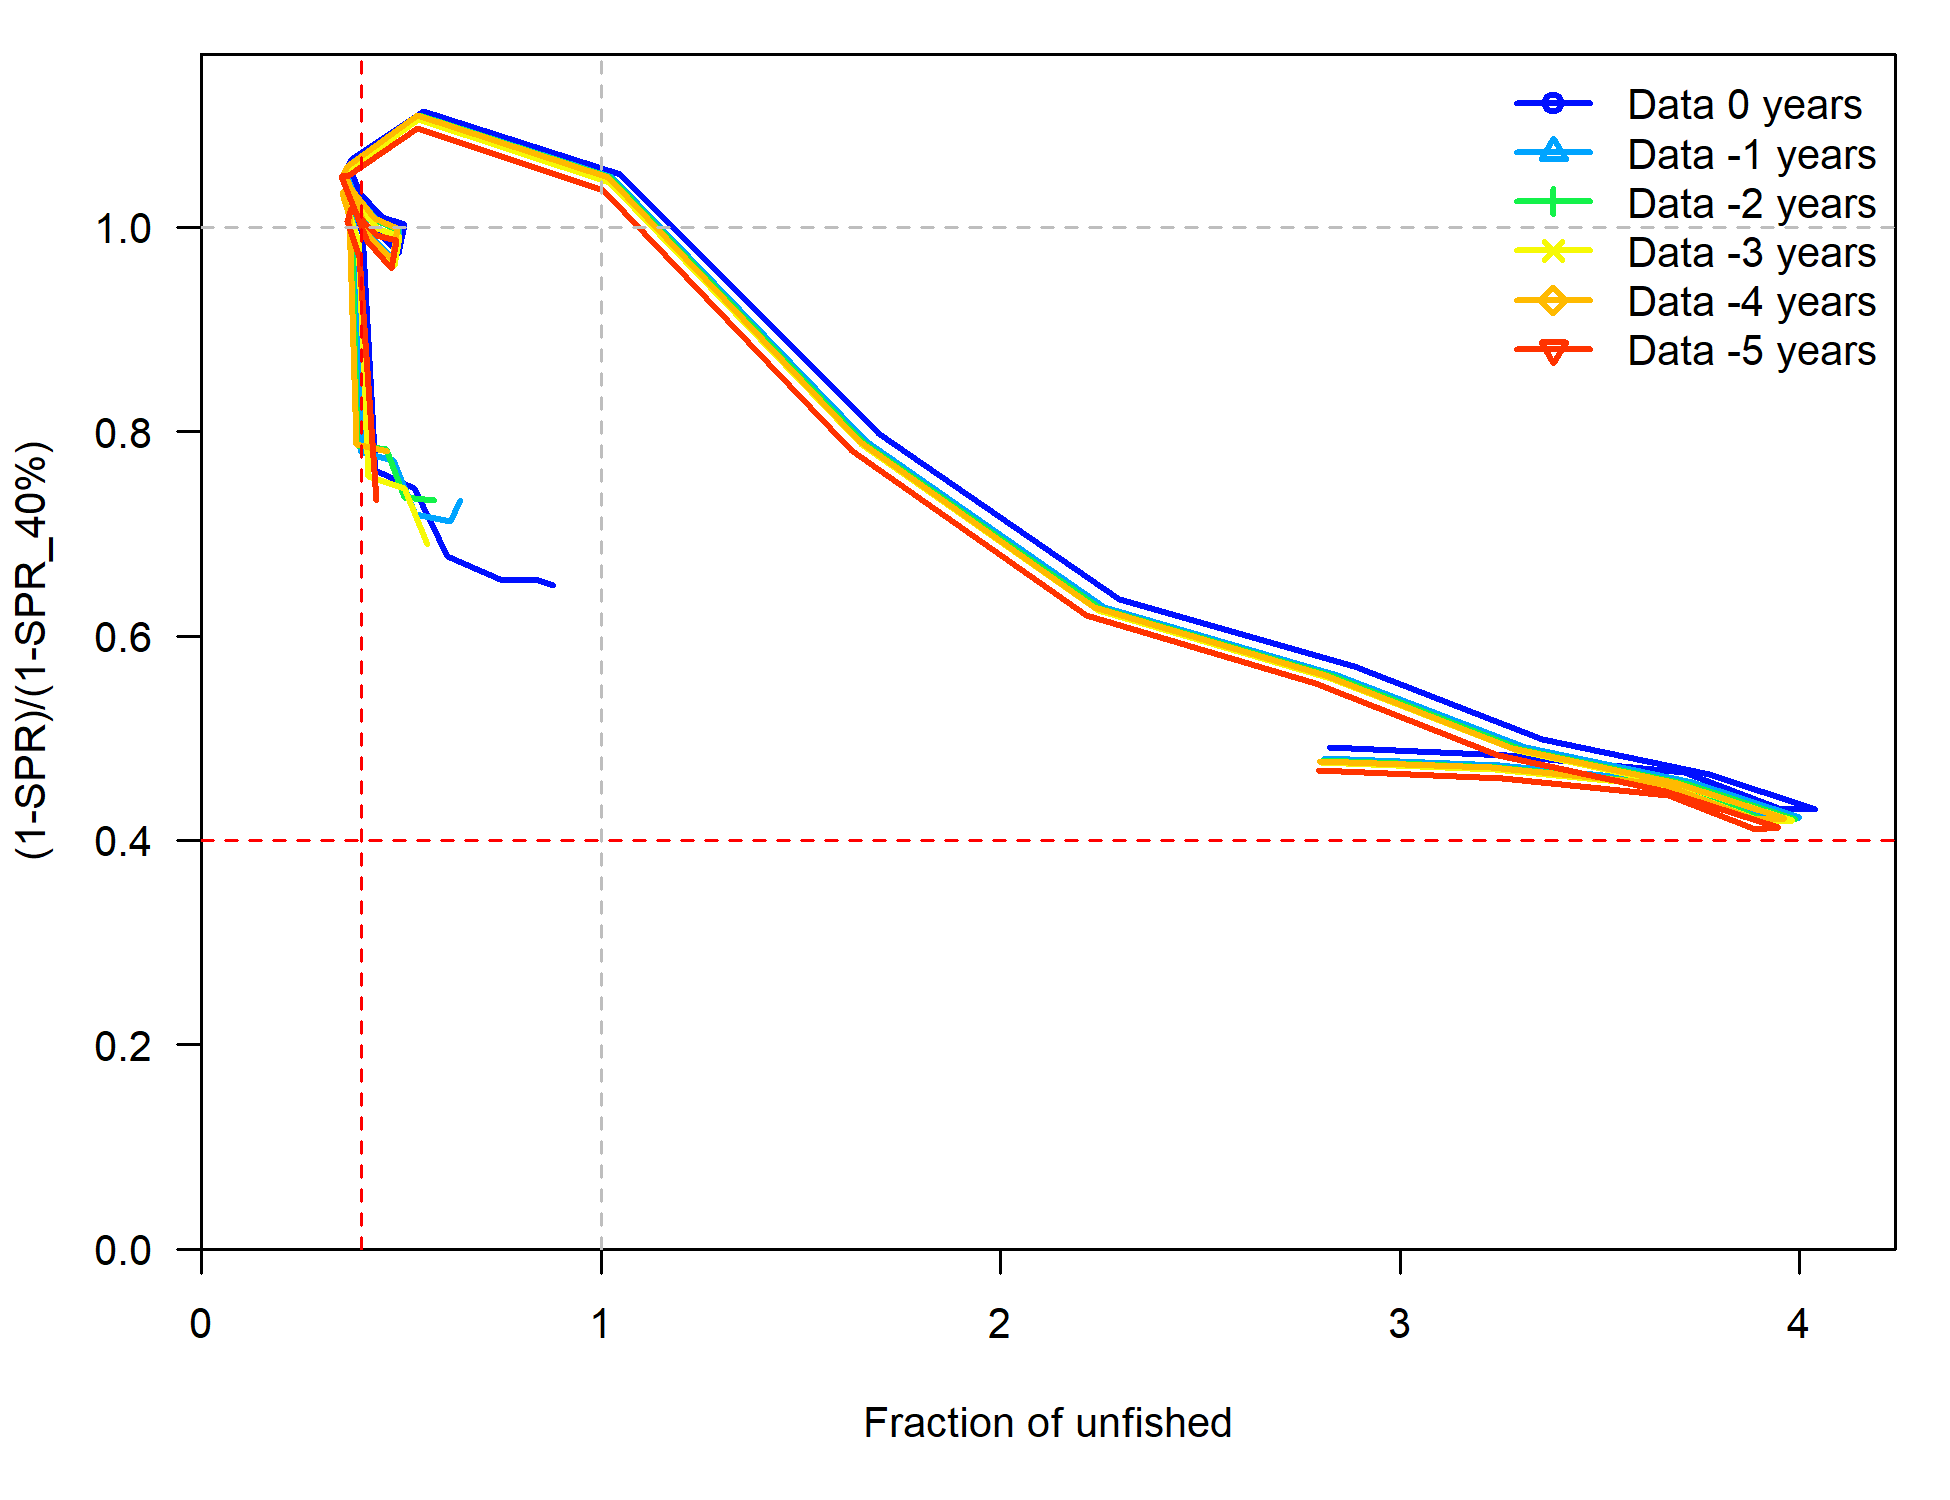 Data 0 years
Data -1 years
Data -2 years
Data -3 years
Data -4 years
Data -5 years
(1-SPR)/(1-SPR_40%)
1.0
0.8
0.6
0.4
0.2
0.0
0 1 2 3 4
Fraction of unfished